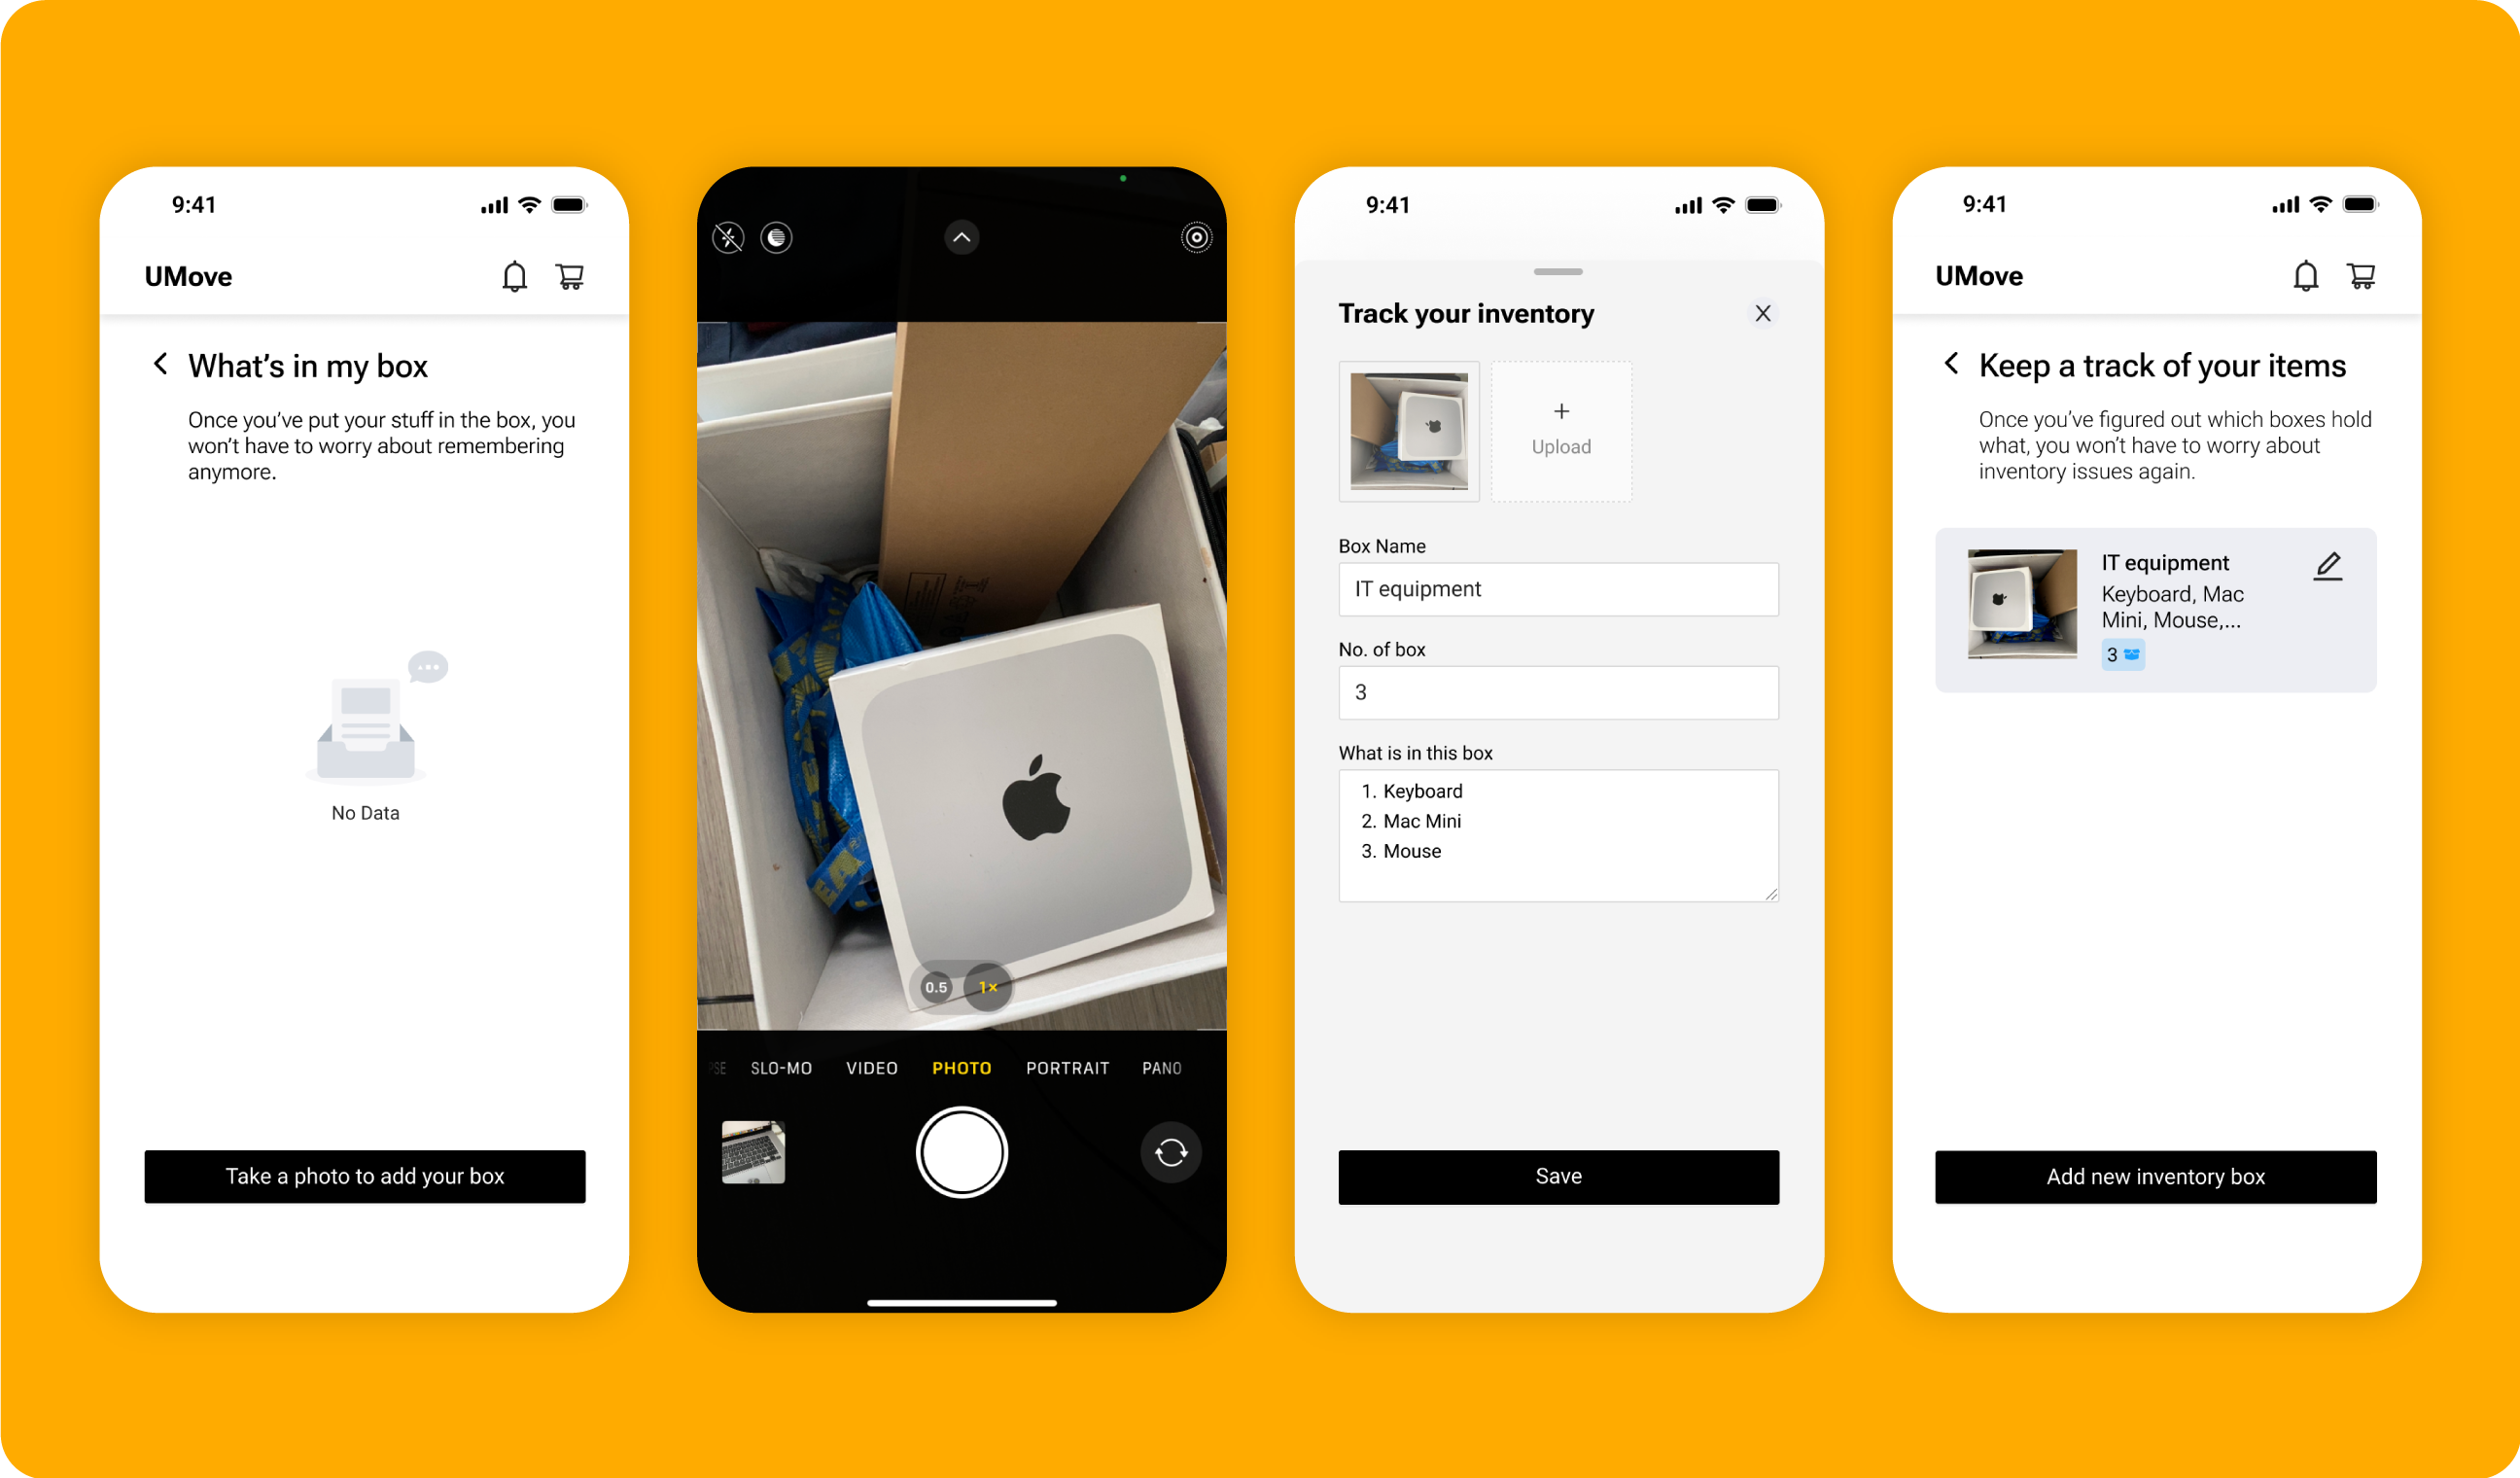 9:41
UMove
What's in my box
Once you've put your stuff in the box, you
won't have to worry about remembering
anymore.
No Data
Take a photo to add your box
0.5
1×
SLO-MO
VIDEO
PHOTO
PORTRAIT
PANO
9:41
Track your inventory
Upload
Box Name
IT equipment
No. of box
3
What is in this box
1. Keyboard
2. Mac Mini
3. Mouse
Save
9:41
UMove
Keep a track of your items
Once you've figured out which boxes hold
what, you won't have to worry about
inventory issues again.
IT equipment
Keyboard, Mac
Mini, Mouse,...
3
Add new inventory box